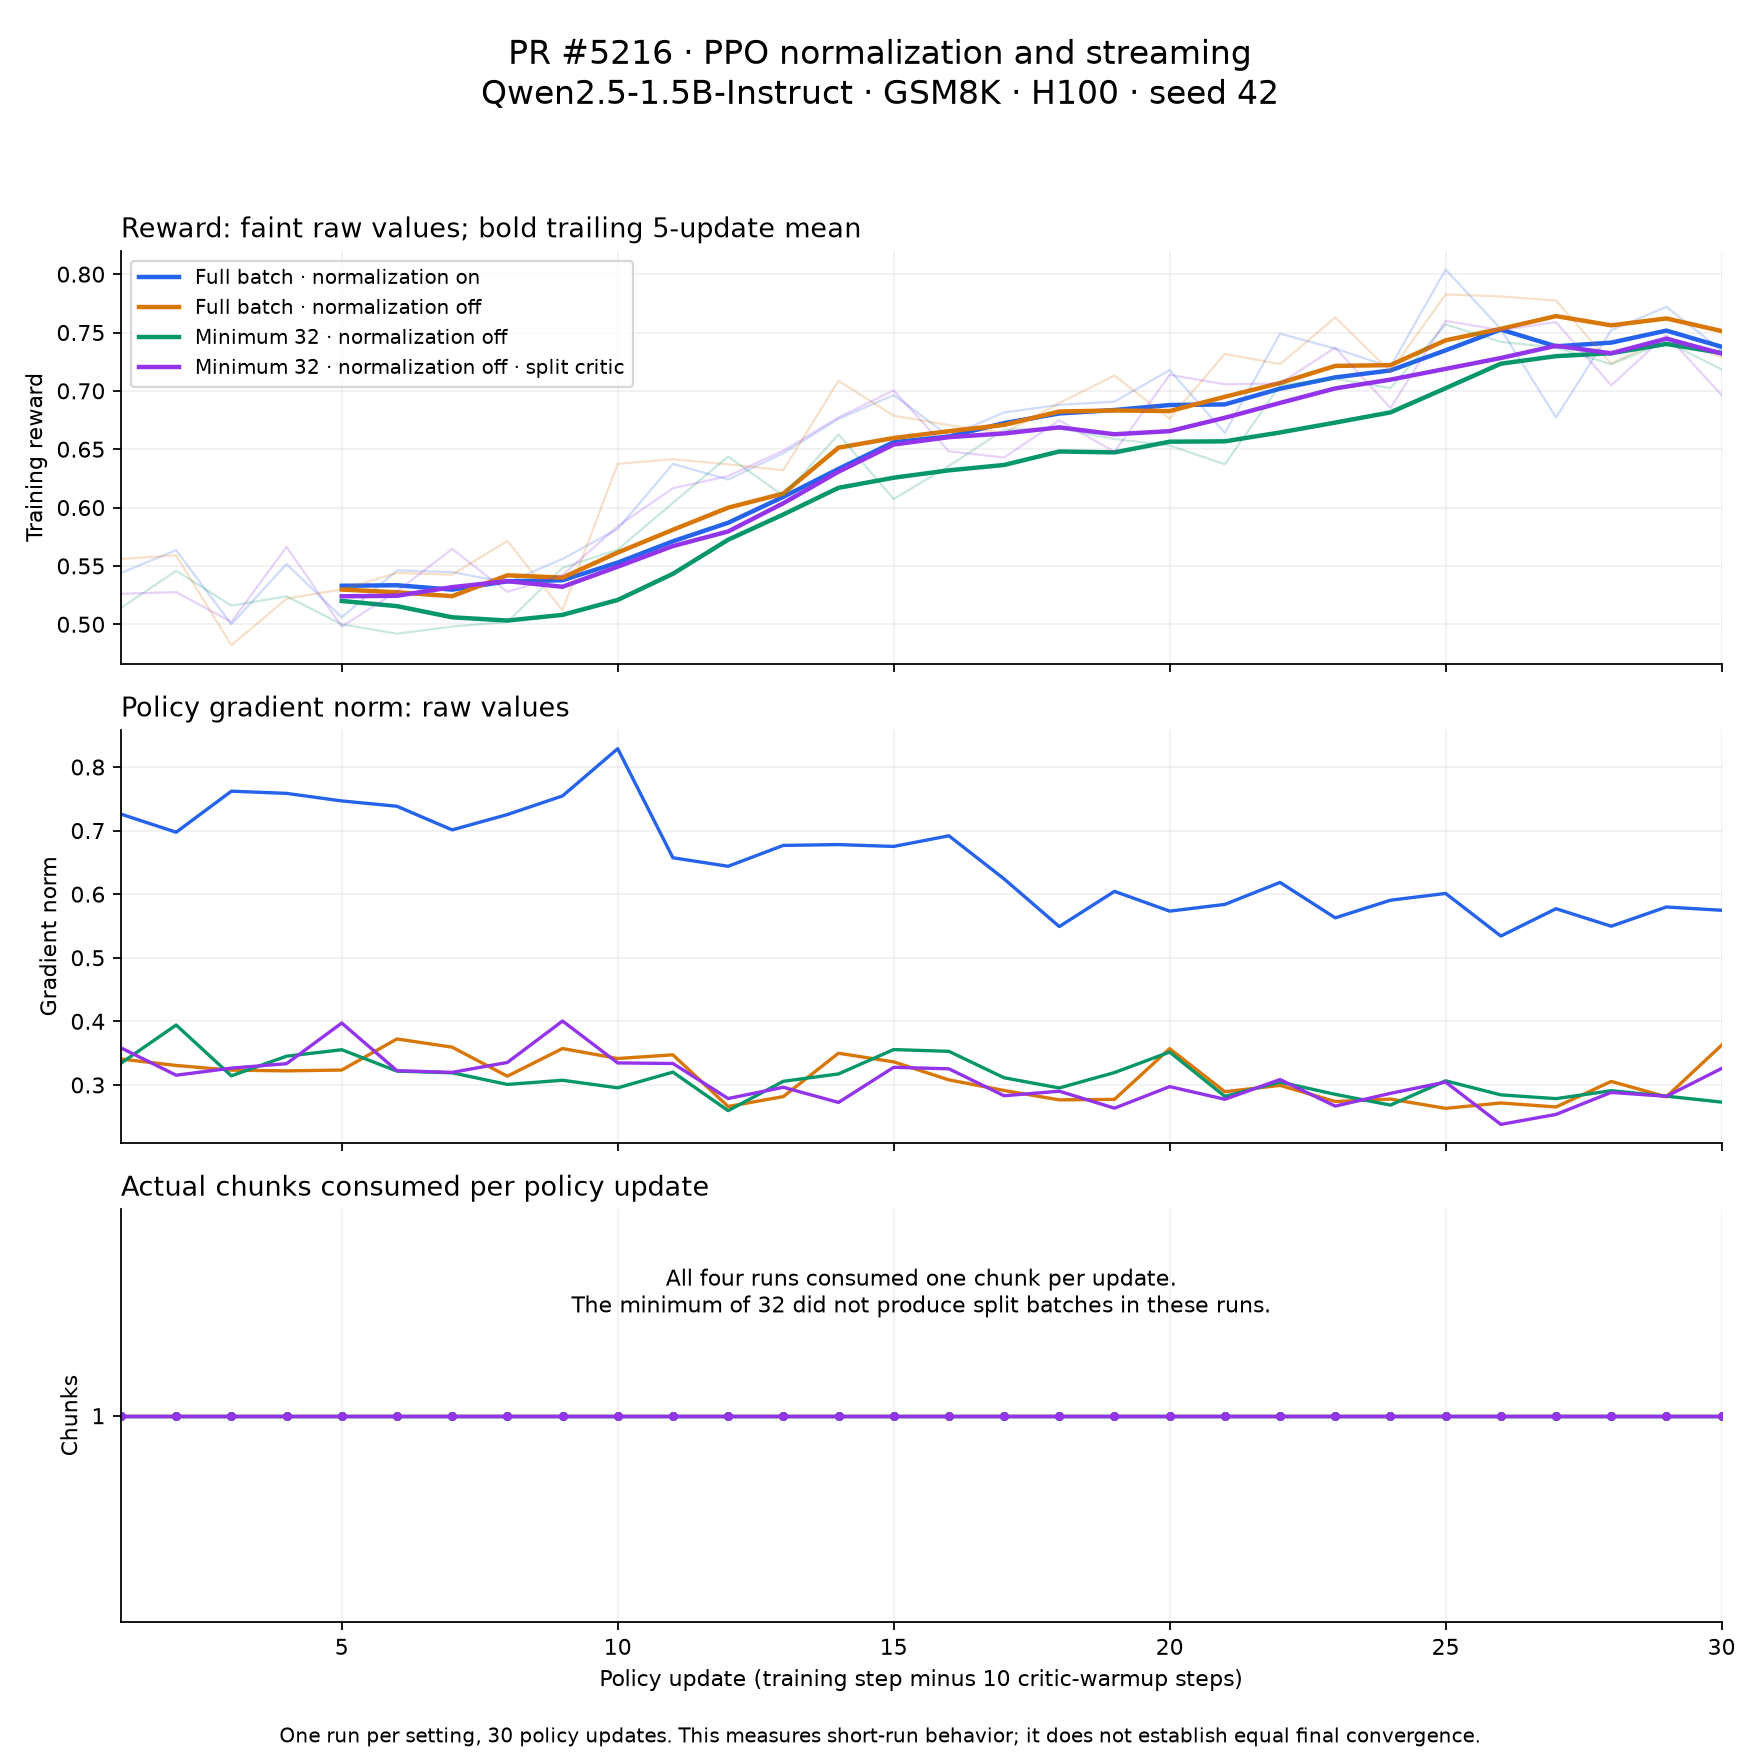 PR #5216 · PPO normalization and streaming
Qwen2.5-1.5B-Instruct · GSM8K · H100 · seed 42
Reward: faint raw values; bold trailing 5-update mean
Full batch · normalization on
Full batch · normalization off
Minimum 32 · normalization off
Minimum 32 · normalization off · split critic
Training reward
0.80
0.75
0.70
0.65
0.60
0.55
0.50
Policy gradient norm: raw values
Gradient norm
0.8
0.7
0.6
0.5
0.4
0.3
Actual chunks consumed per policy update
All four runs consumed one chunk per update.
The minimum of 32 did not produce split batches in these runs.
Chunks
1
5 10 15 20 25 30
Policy update (training step minus 10 critic-warmup steps)
One run per setting, 30 policy updates. This measures short-run behavior; it does not establish equal final convergence.